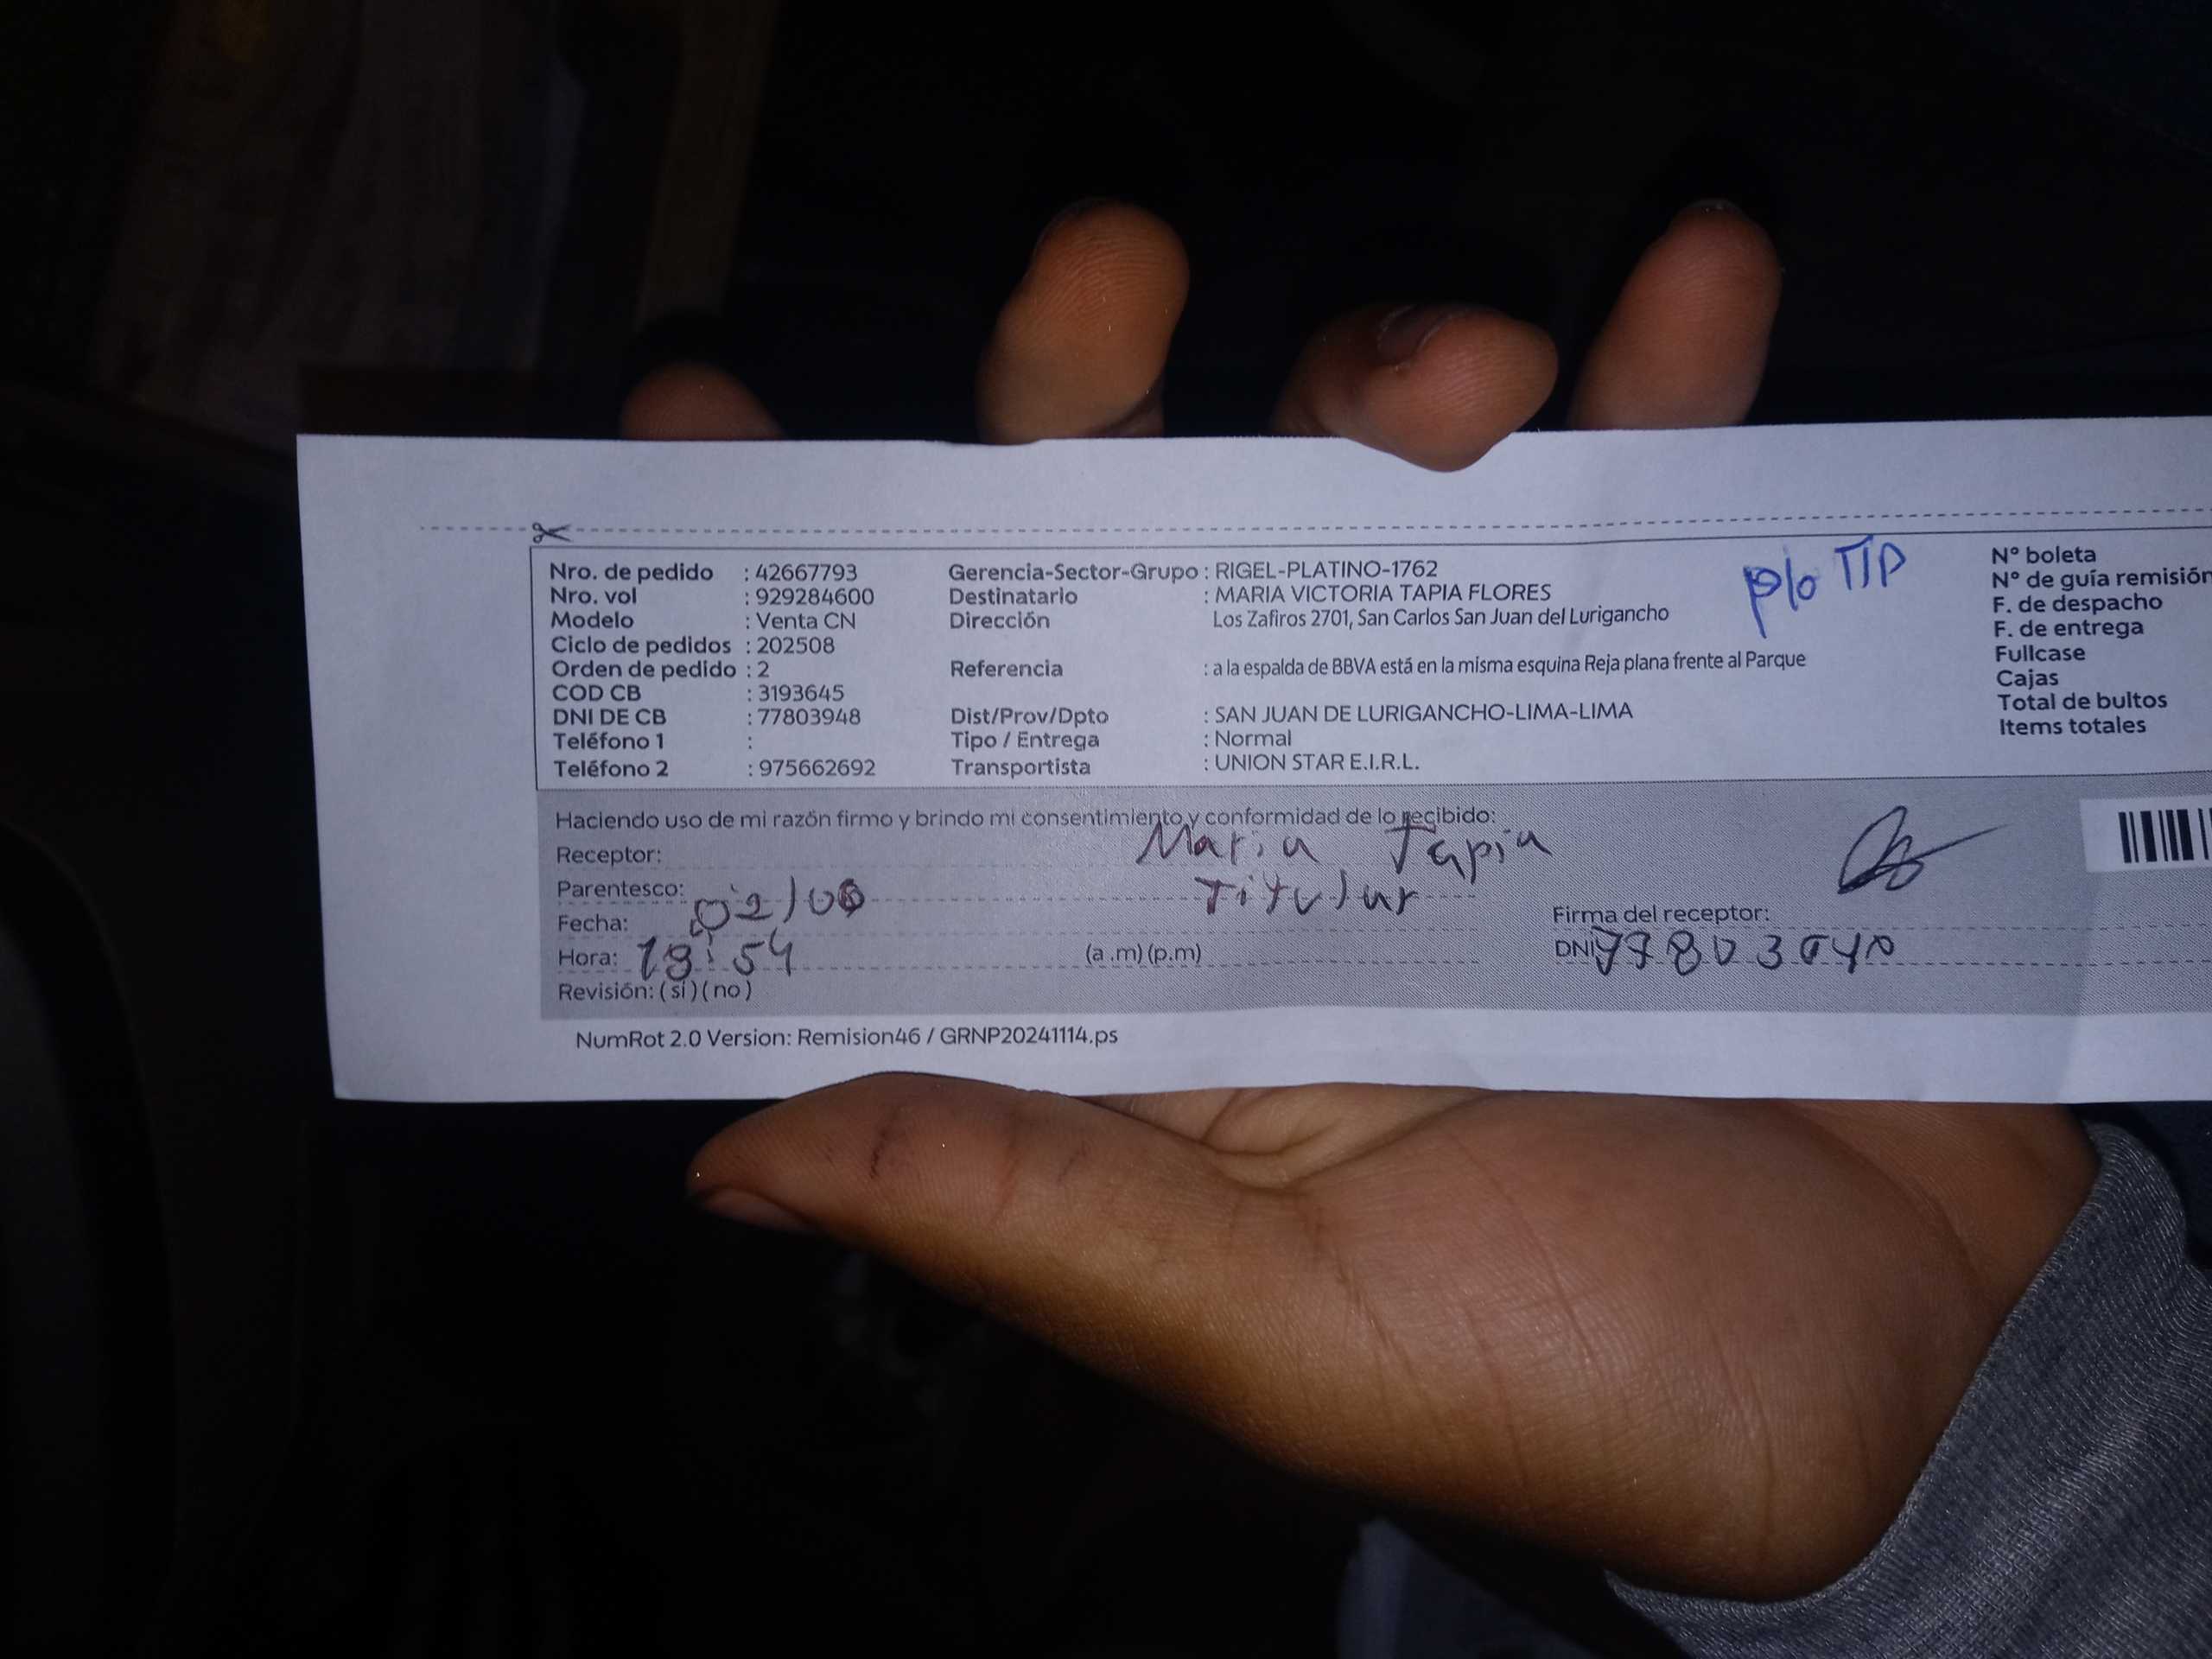 Nro. de pedido : 42667793 Gerencia-Sector-Grupo : RIGEL-PLATINO-1762 p/o TIP N° boleta
Nro. vol : 929284600 Destinatario : MARIA VICTORIA TAPIA FLORES N° de guía remisión
Modelo : Venta CN Dirección Los Zafiros 2701, San Carlos San Juan del Lurigancho F. de despacho
Ciclo de pedidos : 202508 F. de entrega
Orden de pedido : 2 Referencia : a la espalda de BBVA está en la misma esquina Reja plana frente al Parque Fullcase
COD CB : 3193645 Cajas
DNI DE CB : 77803948 Dist/Prov/Dpto : SAN JUAN DE LURIGANCHO-LIMA-LIMA Total de bultos
Teléfono 1 : Tipo / Entrega : Normal Items totales
Teléfono 2 : 975662692 Transportista : UNION STAR E.I.R.L.
Haciendo uso de mi razón firmo y brindo mi consentimiento y conformidad de lo recibido:
Receptor: Maria Tapia
Parentesco: Titular
Fecha: Firma del receptor:
Hora: (a .m) (p.m) DNI
Revisión: ( si ) ( no )
NumRot 2.0 Version: Remision46 / GRNP20241114.ps